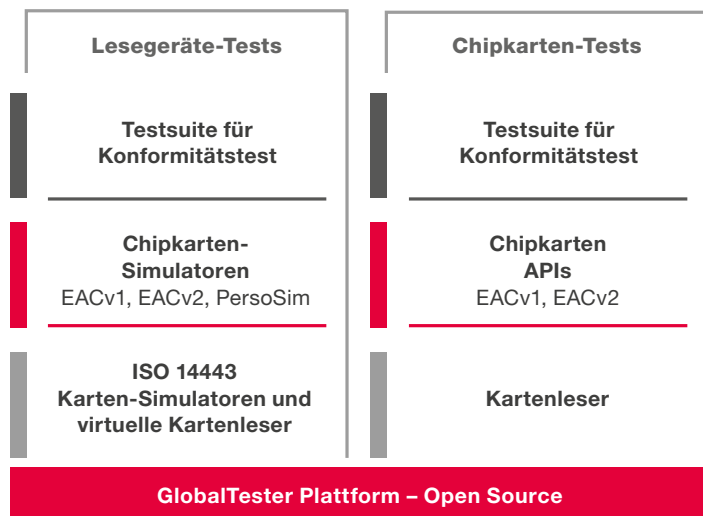 Lesegeräte-Tests
Testsuite für
Konformitätstest
Chipkarten-
Simulatoren
EACv1, EACv2, PersoSim
ISO 14443
Karten-Simulatoren und
virtuelle Kartenleser
Chipkarten-Tests
Testsuite für
Konformitätstest
Chipkarten
APIs
EACv1, EACv2
Kartenleser
GlobalTester Plattform – Open Source